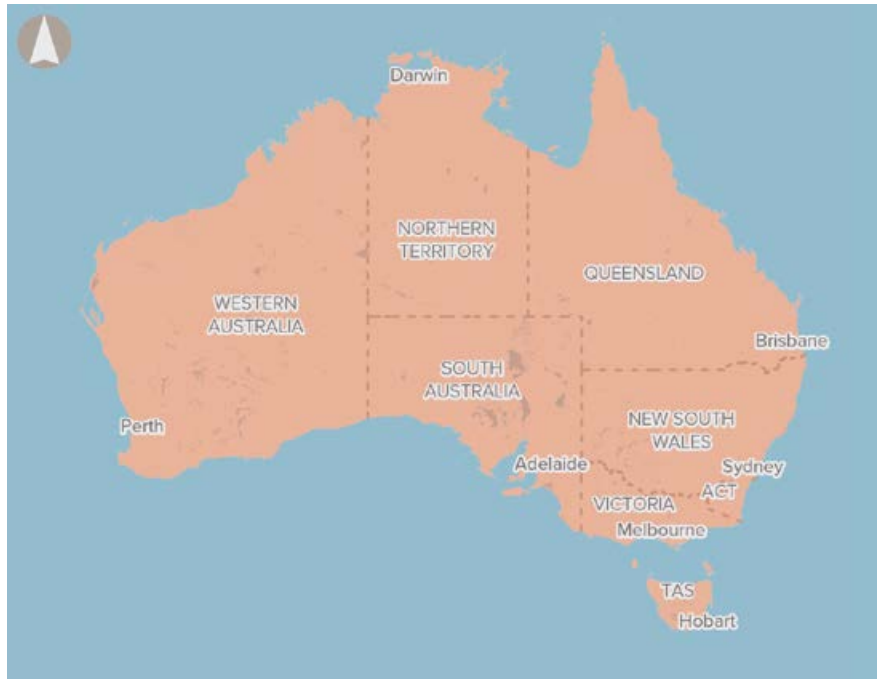 Darwin
NORTHERN
TERRITORY
QUEENSLAND
WESTERN
AUSTRALIA
Brisbane
SOUTH
AUSTRALIA
NEW SOUTH
WALES
Perth
Adelaide
Sydney
ACT
VICTORIA
Melbourne
TAS
Hobart